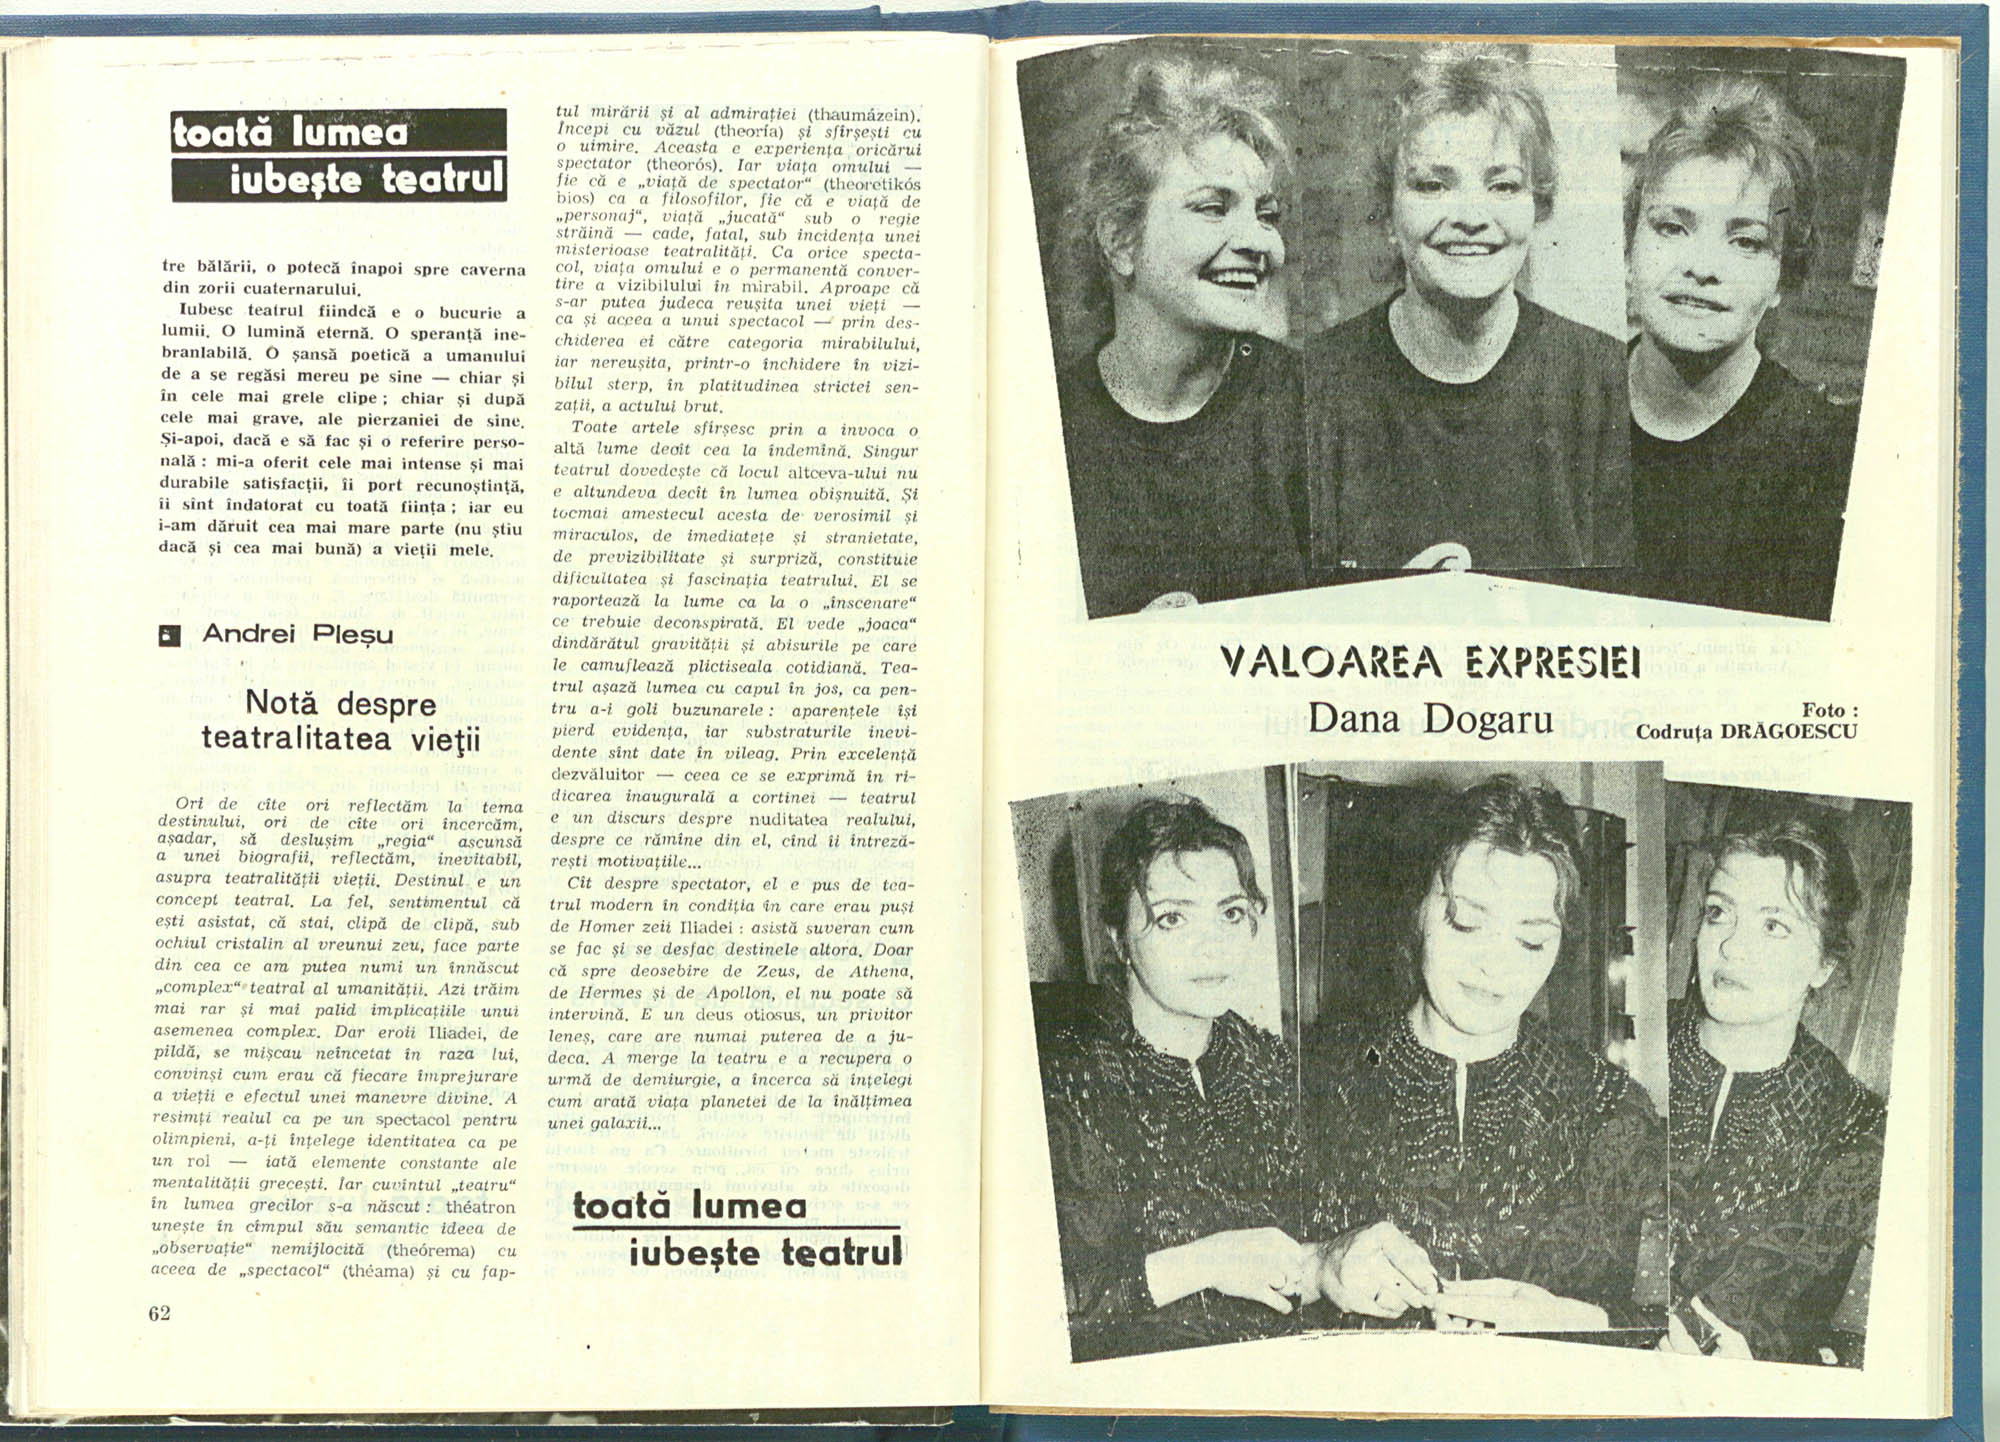 toată lumea
iubește teatrul
tre bălării, o potecă înapoi spre caverna
din zorii cuaternarului.
Iubesc teatrul fiindcă e o bucurie a
lumii. O lumină eternă. O speranță ine-
branlabilă. O șansă poetică a umanului
de a se regăsi mereu pe sine — chiar și
în cele mai grele clipe ; chiar și după
cele mai grave, ale pierzaniei de sine.
Și-apoi, dacă e să fac și o referire perso-
nală : mi-a oferit cele mai intense și mai
durabile satisfacții, îi port recunoștință,
îi sînt îndatorat cu toată ființa ; iar eu
i-am dăruit cea mai mare parte (nu știu
dacă și cea mai bună) a vieții mele.
Andrei Pleșu
Notă despre
teatralitatea vieții
Ori de cîte ori reflectăm la tema
destinului, ori de cîte ori încercăm,
așadar, să deslușim „regia“ ascunsă
a unei biografii, reflectăm, inevitabil,
asupra teatralității vieții. Destinul e un
concept teatral. La fel, sentimentul că
ești asistat, că stai, clipă de clipă, sub
ochiul cristalin al vreunui zeu, face parte
din cea ce am putea numi un înnăscut
„complex“ teatral al umanității. Azi trăim
mai rar și mai palid implicațiile unui
asemenea complex. Dar eroii Iliadei, de
pildă, se mișcau neîncetat în raza lui,
convinși cum erau că fiecare împrejurare
a vieții e efectul unei manevre divine. A
resimți realul ca pe un spectacol pentru
olimpieni, a-ți înțelege identitatea ca pe
un rol — iată elemente constante ale
mentalității grecești. Iar cuvîntul „teatru“
în lumea grecilor s-a născut : théatron
unește în cîmpul său semantic ideea de
„observație“ nemijlocită (theórema) cu
aceea de „spectacol“ (théama) și cu fap-
62
tul mirării și al admirației (thaumázein).
Începi cu văzul (theoría) și sfîrșești cu
o uimire. Aceasta e experiența oricărui
spectator (theorós). Iar viața omului —
fie că e „viață de spectator“ (theoretikós
bios) ca a filosofilor, fie că e viață de
„personaj“, viață „jucată“ sub o regie
străină — cade, fatal, sub incidența unei
misterioase teatralități. Ca orice specta-
col, viața omului e o permanentă conver-
tire a vizibilului în mirabil. Aproape că
s-ar putea judeca reușita unei vieți —
ca și aceea a unui spectacol — prin des-
chiderea ei către categoria mirabilului,
iar nereușita, printr-o închidere în vizi-
bilul sterp, în platitudinea strictei sen-
zații, a actului brut.
Toate artele sfîrșesc prin a invoca o
altă lume decît cea la îndemînă. Singur
teatrul dovedește că locul altceva-ului nu
e altundeva decît în lumea obișnuită. Și
tocmai amestecul acesta de verosimil și
miraculos, de imediatețe și stranietate,
de previzibilitate și surpriză, constituie
dificultatea și fascinația teatrului. El se
raportează la lume ca la o „înscenare“
ce trebuie deconspirată. El vede „joaca“
dindărătul gravității și abisurile pe care
le camuflează plictiseala cotidiană. Tea-
trul așază lumea cu capul în jos, ca pen-
tru a-i goli buzunarele : aparențele își
pierd evidența, iar substraturile inevi-
dente sînt date în vileag. Prin excelență
dezvăluitor — ceea ce se exprimă în ri-
dicarea inaugurală a cortinei — teatrul
e un discurs despre nuditatea realului,
despre ce rămîne din el, cînd îi întreză-
rești motivațiile...
Cît despre spectator, el e pus de tea-
trul modern în condiția în care erau puși
de Homer zeii Iliadei : asistă suveran cum
se fac și se desfac destinele altora. Doar
că spre deosebire de Zeus, de Athena,
de Hermes și de Apollon, el nu poate să
intervină. E un deus otiosus, un privitor
leneș, care are numai puterea de a ju-
deca. A merge la teatru e a recupera o
urmă de demiurgie, a încerca să înțelegi
cum arată viața planetei de la înălțimea
unei galaxii...
toată lumea
iubește teatrul
VALOAREA EXPRESIEI
Dana Dogaru
Foto :
Codruța DRĂGOESCU